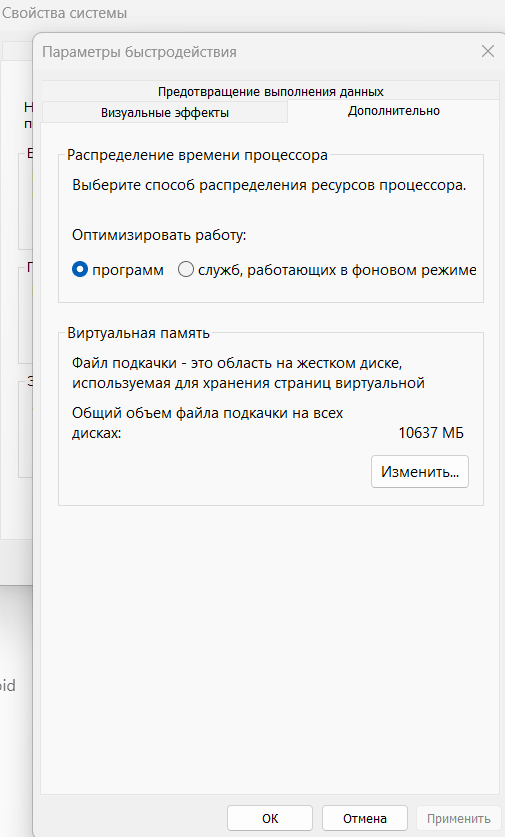 Свойства системы
Параметры быстродействия
Предотвращение выполнения данных
Визуальные эффекты
Дополнительно
Распределение времени процессора
Выберите способ распределения ресурсов процессора.
Оптимизировать работу:
программ
служб, работающих в фоновом режиме
Виртуальная память
Файл подкачки - это область на жестком диске,
используемая для хранения страниц виртуальной
Общий объем файла подкачки на всех
дисках:
10637 МБ
Изменить...
ОК
Отмена
Применить